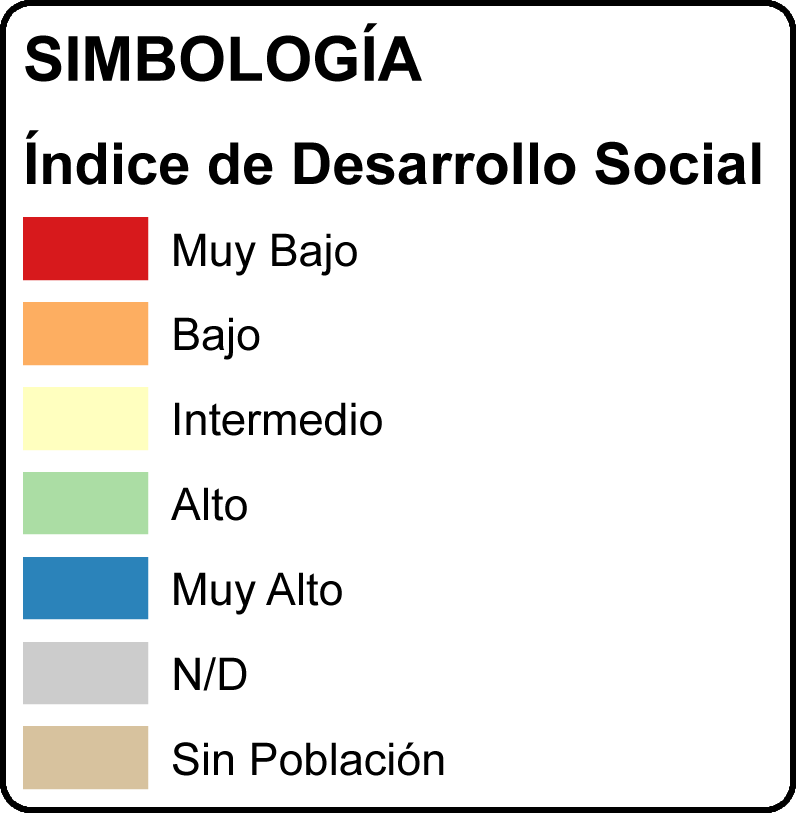 SIMBOLOGÍA
Índice de Desarrollo Social
Muy Bajo
Bajo
Intermedio
Alto
Muy Alto
N/D
Sin Población